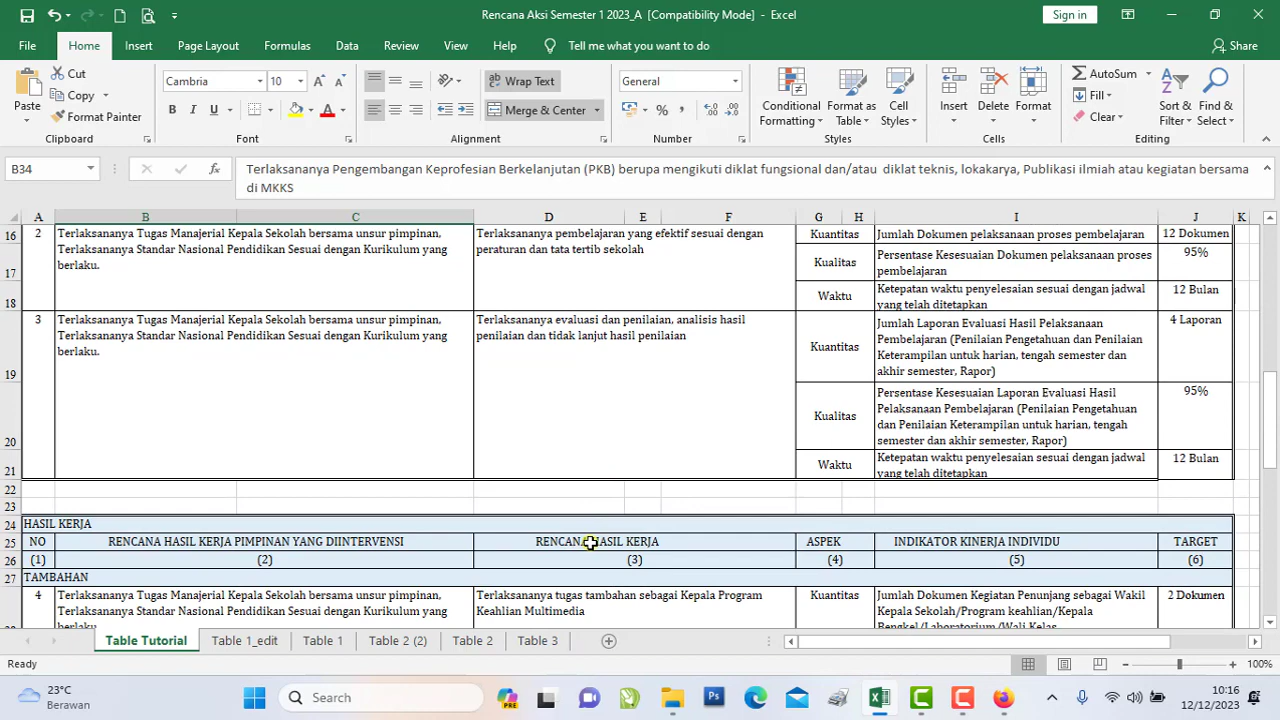 Rencana Aksi Semester 1 2023_A [Compatibility Mode] - Excel
Sign in
File Home Insert Page Layout Formulas Data Review View Help Tell me what you want to do Share
Paste
Cut
Copy
Format Painter
Clipboard
Cambria 10
B I U
Font
Wrap Text
Merge & Center
Alignment
General
Number
Conditional Formatting
Format as Table
Cell Styles
Styles
Insert Delete Format
Cells
AutoSum
Fill
Clear
Sort & Filter
Find & Select
Editing
B34
fx
Terlaksananya Pengembangan Keprofesian Berkelanjutan (PKB) berupa mengikuti diklat fungsional dan/atau diklat teknis, lokakarya, Publikasi ilmiah atau kegiatan bersama
di MKKS
A B C D E F G H I J K
16
2
Terlaksananya Tugas Manajerial Kepala Sekolah bersama unsur pimpinan,
Terlaksananya Standar Nasional Pendidikan Sesuai dengan Kurikulum yang
berlaku.
Terlaksananya pembelajaran yang efektif sesuai dengan
peraturan dan tata tertib sekolah
Kuantitas
Jumlah Dokumen pelaksanaan proses pembelajaran
12 Dokumen
17
Kualitas
Persentase Kesesuaian Dokumen pelaksanaan proses
pembelajaran
95%
18
Waktu
Ketepatan waktu penyelesaian sesuai dengan jadwal
yang telah ditetapkan
12 Bulan
3
Terlaksananya Tugas Manajerial Kepala Sekolah bersama unsur pimpinan,
Terlaksananya Standar Nasional Pendidikan Sesuai dengan Kurikulum yang
berlaku.
Terlaksananya evaluasi dan penilaian, analisis hasil
penilaian dan tidak lanjut hasil penilaian
19
Kuantitas
Jumlah Laporan Evaluasi Hasil Pelaksanaan
Pembelajaran (Penilaian Pengetahuan dan Penilaian
Keterampilan untuk harian, tengah semester dan
akhir semester, Rapor)
4 Laporan
20
Kualitas
Persentase Kesesuaian Laporan Evaluasi Hasil
Pelaksanaan Pembelajaran (Penilaian Pengetahuan
dan Penilaian Keterampilan untuk harian, tengah
semester dan akhir semester, Rapor)
95%
21
Waktu
Ketepatan waktu penyelesaian sesuai dengan jadwal
yang telah ditetapkan
12 Bulan
22
23
24 HASIL KERJA
25 NO RENCANA HASIL KERJA PIMPINAN YANG DIINTERVENSI RENCANA HASIL KERJA ASPEK INDIKATOR KINERJA INDIVIDU TARGET
26 (1) (2) (3) (4) (5) (6)
27 TAMBAHAN
4
Terlaksananya Tugas Manajerial Kepala Sekolah bersama unsur pimpinan,
Terlaksananya Standar Nasional Pendidikan Sesuai dengan Kurikulum yang
berlaku.
Terlaksananya tugas tambahan sebagai Kepala Program
Keahlian Multimedia
Kuantitas
Jumlah Dokumen Kegiatan Penunjang sebagai Wakil
Kepala Sekolah/Program keahlian/Kepala
Bengkel/Laboratorium/Wali Kelas
2 Dokumen
Table Tutorial Table 1_edit Table 1 Table 2 (2) Table 2 Table 3
Ready
100%
23°C
Berawan
Search
PRE
Ps
10:16
12/12/2023